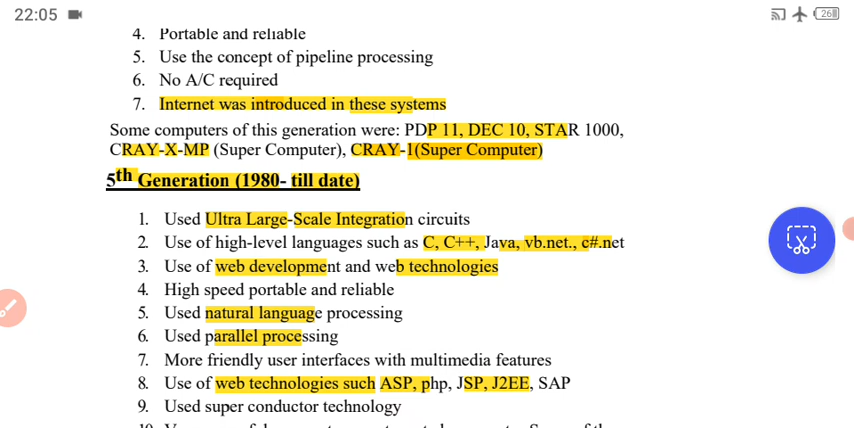 22:05
26
4. Portable and reliable
5. Use the concept of pipeline processing
6. No A/C required
7. Internet was introduced in these systems
Some computers of this generation were: PDP 11, DEC 10, STAR 1000,
CRAY-X-MP (Super Computer), CRAY-1(Super Computer)
5th Generation (1980- till date)
1. Used Ultra Large-Scale Integration circuits
2. Use of high-level languages such as C, C++, Java, vb.net., c#.net
3. Use of web development and web technologies
4. High speed portable and reliable
5. Used natural language processing
6. Used parallel processing
7. More friendly user interfaces with multimedia features
8. Use of web technologies such ASP, php, JSP, J2EE, SAP
9. Used super conductor technology